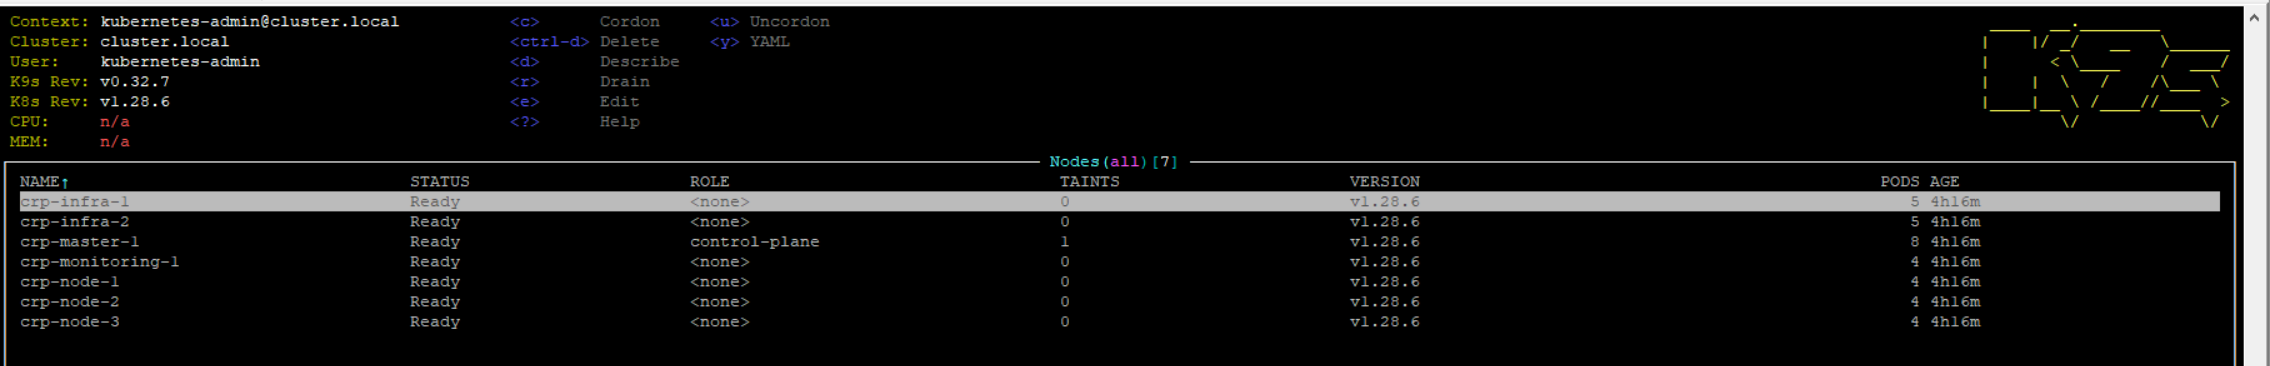 Context: kubernetes-admin@cluster.local <c> Cordon <u> Uncordon
Cluster: cluster.local <ctrl-d> Delete <y> YAML
User: kubernetes-admin <d> Describe
K9s Rev: v0.32.7 <r> Drain
K8s Rev: v1.28.6 <e> Edit
CPU: n/a <?> Help
MEM: n/a
K9s
Nodes(all)[7]
NAME↑ STATUS ROLE TAINTS VERSION PODS AGE
crp-infra-1 Ready <none> 0 v1.28.6 5 4h16m
crp-infra-2 Ready <none> 0 v1.28.6 5 4h16m
crp-master-1 Ready control-plane 1 v1.28.6 8 4h16m
crp-monitoring-1 Ready <none> 0 v1.28.6 4 4h16m
crp-node-1 Ready <none> 0 v1.28.6 4 4h16m
crp-node-2 Ready <none> 0 v1.28.6 4 4h16m
crp-node-3 Ready <none> 0 v1.28.6 4 4h16m